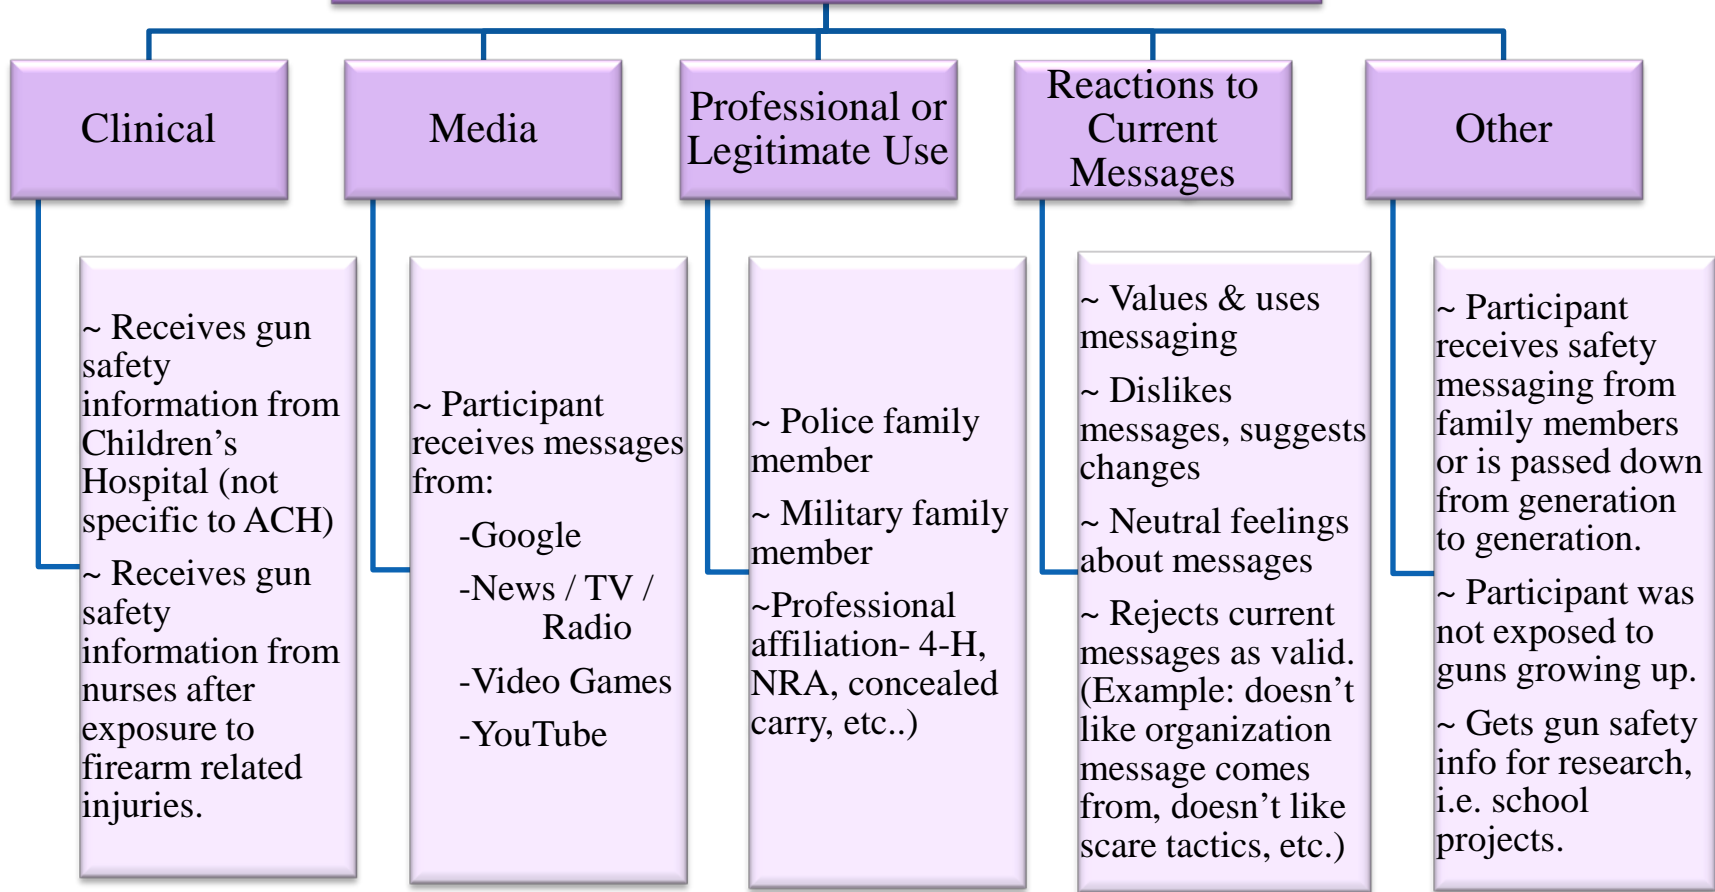 Clinical
Media
Professional or
Legitimate Use
Reactions to
Current
Messages
Other
~ Receives gun
safety
information from
Children’s
Hospital (not
specific to ACH)
~ Receives gun
safety
information from
nurses after
exposure to
firearm related
injuries.
~ Participant
receives messages
from:
-Google
-News / TV /
Radio
-Video Games
-YouTube
~ Police family
member
~ Military family
member
~Professional
affiliation- 4-H,
NRA, concealed
carry, etc..)
~ Values & uses
messaging
~ Dislikes
messages, suggests
changes
~ Neutral feelings
about messages
~ Rejects current
messages as valid.
(Example: doesn’t
like organization
message comes
from, doesn’t like
scare tactics, etc.)
~ Participant
receives safety
messaging from
family members
or is passed down
from generation
to generation.
~ Participant was
not exposed to
guns growing up.
~ Gets gun safety
info for research,
i.e. school
projects.